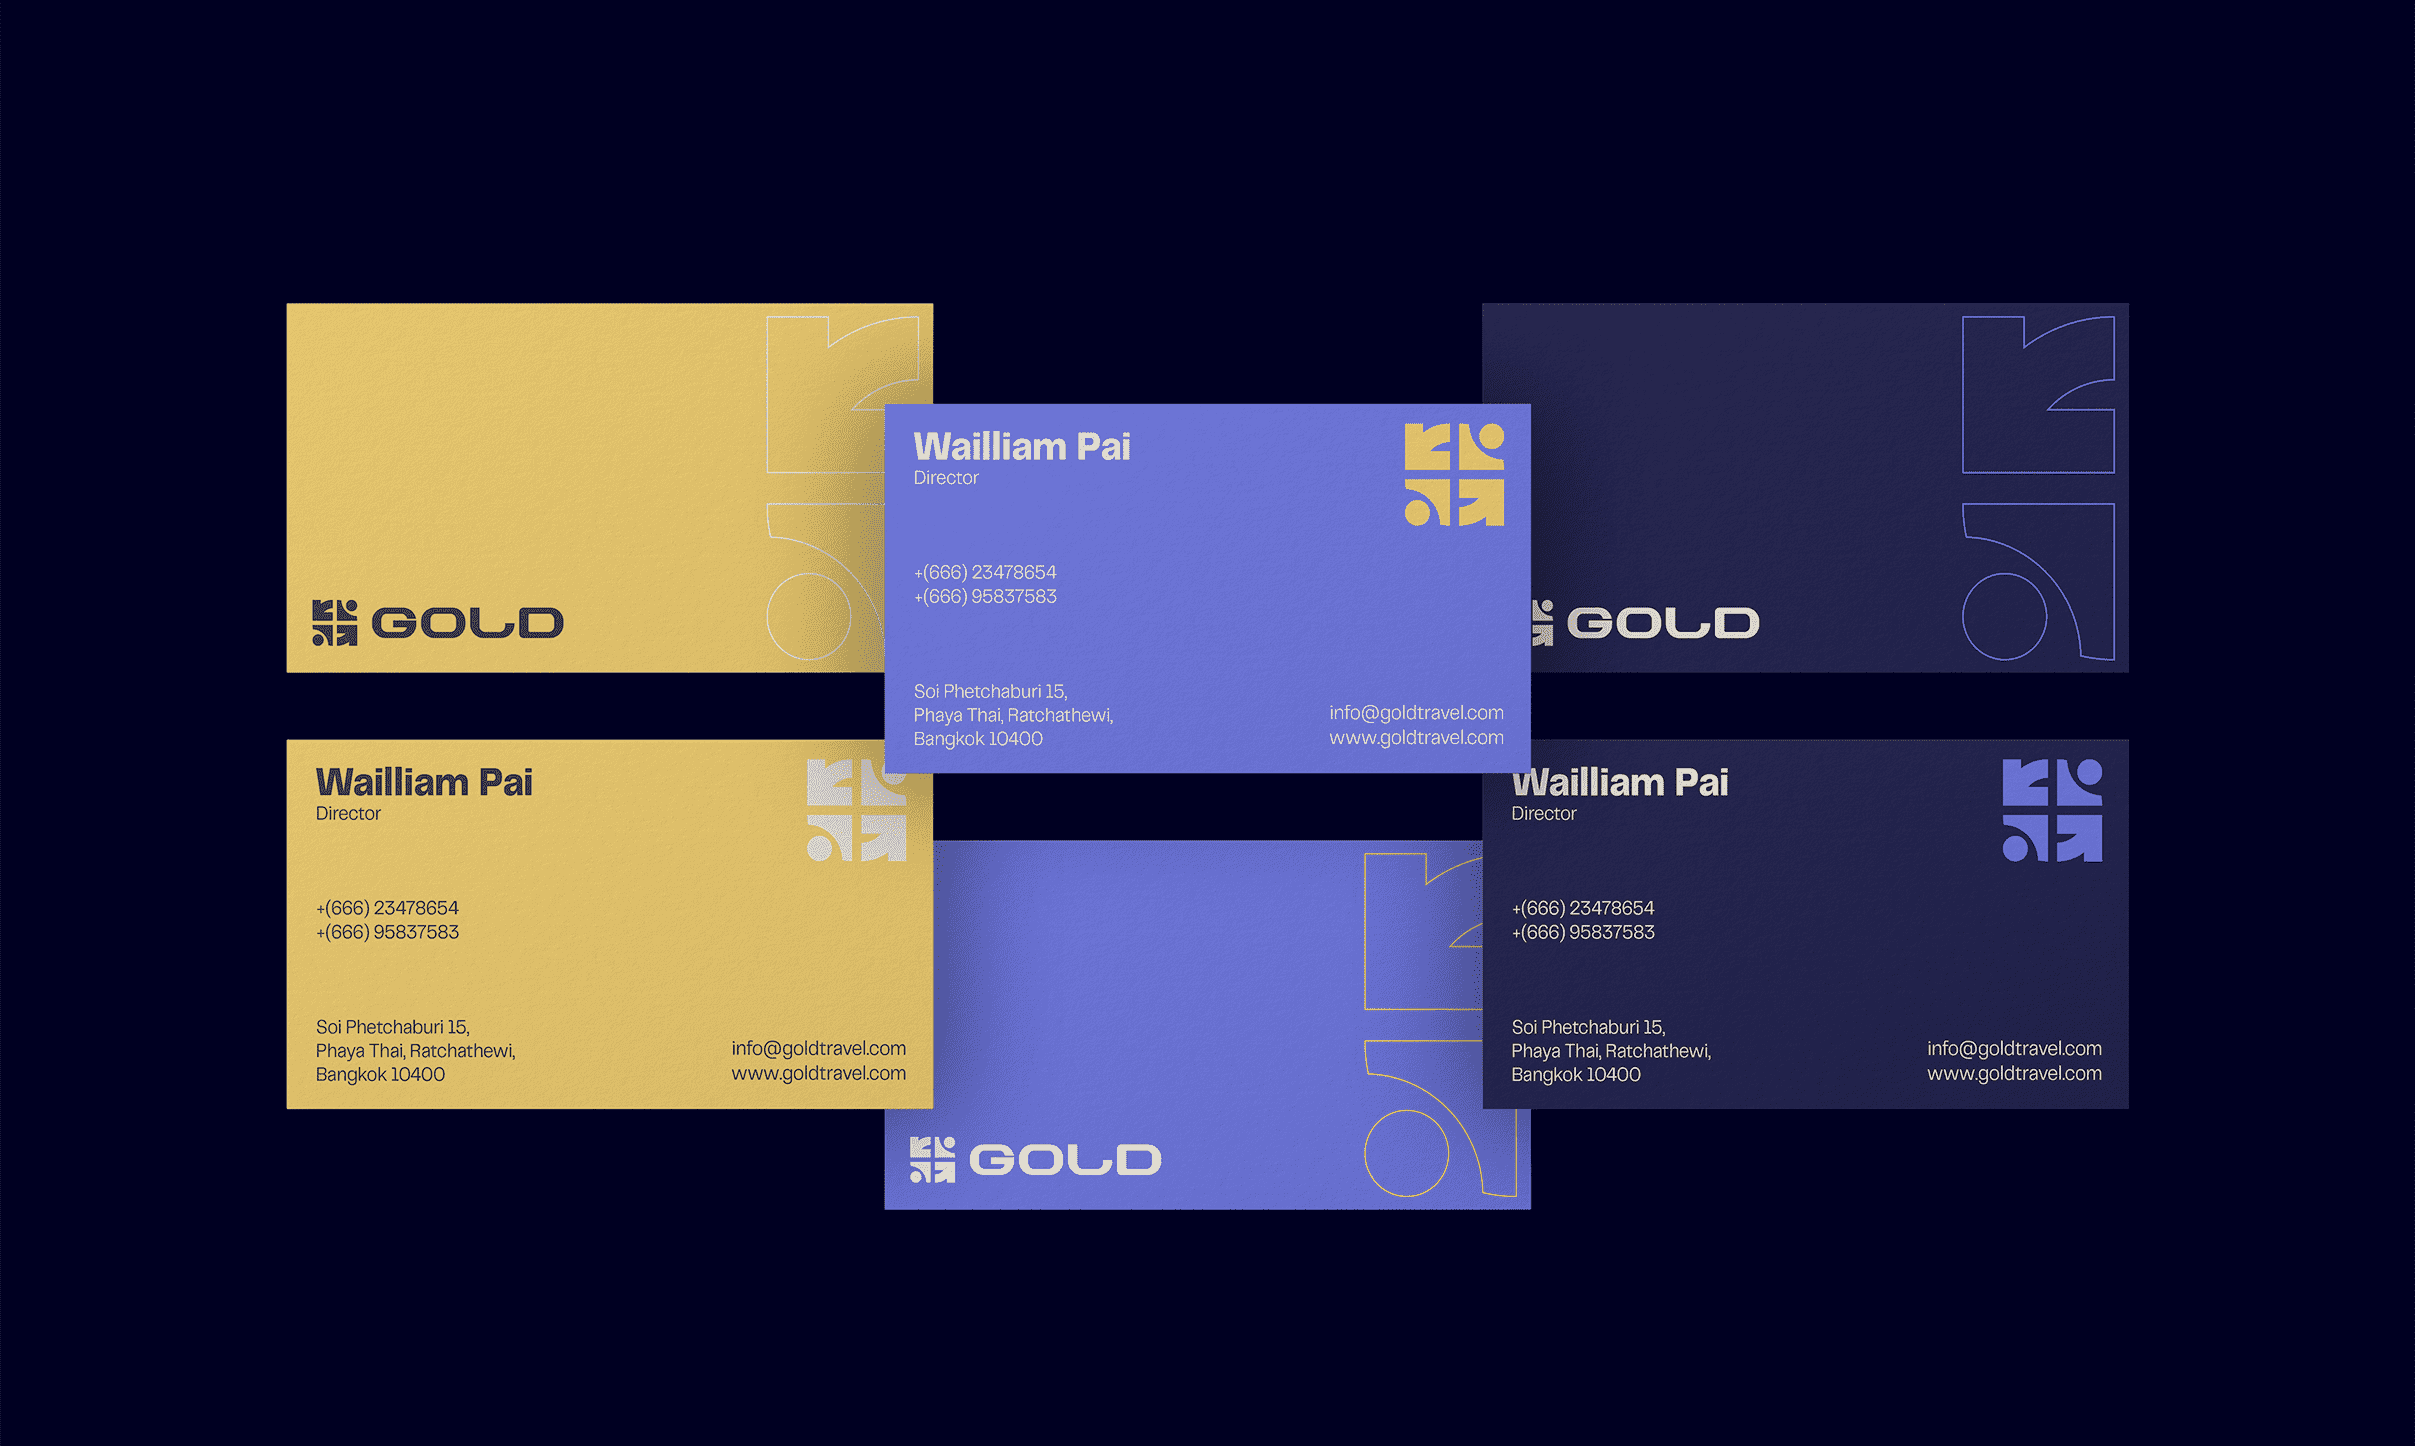 GOLD
Wailliam Pai
Director
+(666) 23478654
+(666) 95837583
Soi Phetchaburi 15,
Phaya Thai, Ratchathewi,
Bangkok 10400
info@goldtravel.com
www.goldtravel.com
GOLD
Wailliam Pai
Director
+(666) 23478654
+(666) 95837583
Soi Phetchaburi 15,
Phaya Thai, Ratchathewi,
Bangkok 10400
info@goldtravel.com
www.goldtravel.com
GOLD
Wailliam Pai
Director
+(666) 23478654
+(666) 95837583
Soi Phetchaburi 15,
Phaya Thai, Ratchathewi,
Bangkok 10400
info@goldtravel.com
www.goldtravel.com